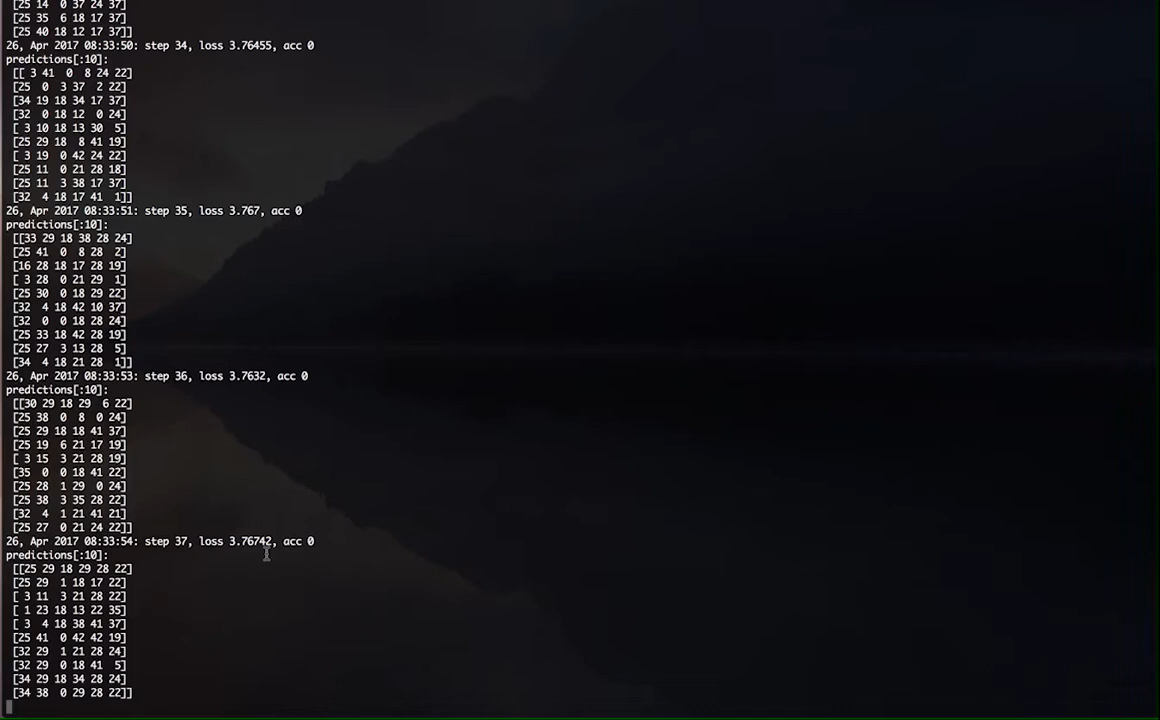 [25 14  0 37 24 37]
[25 35  6 18 17 37]
[25 40 18 12 17 37]]
26, Apr 2017 08:33:50: step 34, loss 3.76455, acc 0
predictions[:10]:
[[ 3 41  0  8 24 22]
[25  0  3 37  2 22]
[34 19 18 34 17 37]
[32  0 18 12  0 24]
[ 3 10 18 13 30  5]
[25 29 18  8 41 19]
[ 3 19  0 42 24 22]
[25 11  0 21 28 18]
[25 11  3 38 17 37]
[32  4 18 17 41  1]]
26, Apr 2017 08:33:51: step 35, loss 3.767, acc 0
predictions[:10]:
[[33 29 18 38 28 24]
[25 41  0  8 28  2]
[16 28 18 17 28 19]
[ 3 28  0 21 29  1]
[25 30  0 18 29 22]
[32  4 18 42 10 37]
[32  0  0 18 28 24]
[25 33 18 42 28 19]
[25 27  3 13 28  5]
[34  4 18 21 28  1]]
26, Apr 2017 08:33:53: step 36, loss 3.7632, acc 0
predictions[:10]:
[[30 29 18 29  6 22]
[25 38  0  8  0 24]
[25 29 18 18 41 37]
[25 19  6 21 17 19]
[ 3 15  3 21 28 19]
[35  0  0 18 41 22]
[25 28  1 29  0 24]
[25 38  3 35 28 22]
[32  4  1 21 41 21]
[25 27  0 21 24 22]]
26, Apr 2017 08:33:54: step 37, loss 3.76742, acc 0
predictions[:10]:
[[25 29 18 29 28 22]
[25 29  1 18 17 22]
[ 3 11  3 21 28 22]
[ 1 23 18 13 22 35]
[ 3  4 18 38 41 37]
[25 41  0 42 42 19]
[32 29  1 21 28 24]
[32 29  0 18 41  5]
[34 29 18 34 28 24]
[34 38  0 29 28 22]]